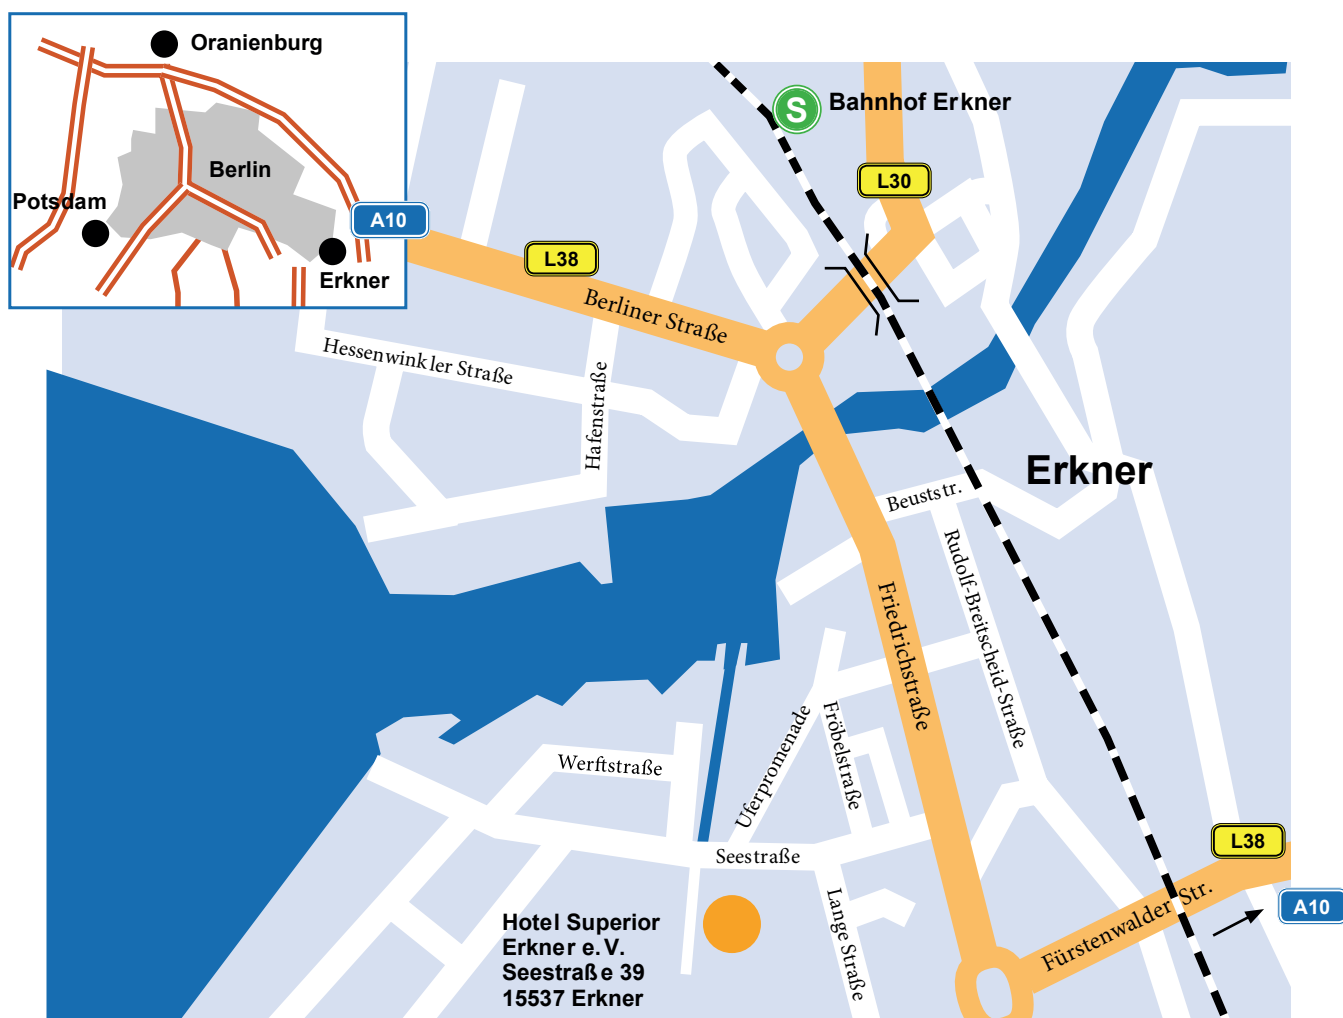 Oranienburg
Berlin
Potsdam
Erkner
A10
S
Bahnhof Erkner
L30
L38
Berliner Straße
Hessenwinkler Straße
Hafenstraße
Erkner
Beuststr.
Rudolf-Breitscheid-Straße
Friedrichstraße
Fröbelstraße
Uferpromenade
Werftstraße
Seestraße
Lange Straße
L38
A10
Fürstenwalder Str.
Hotel Superior
Erkner e.V.
Seestraße 39
15537 Erkner